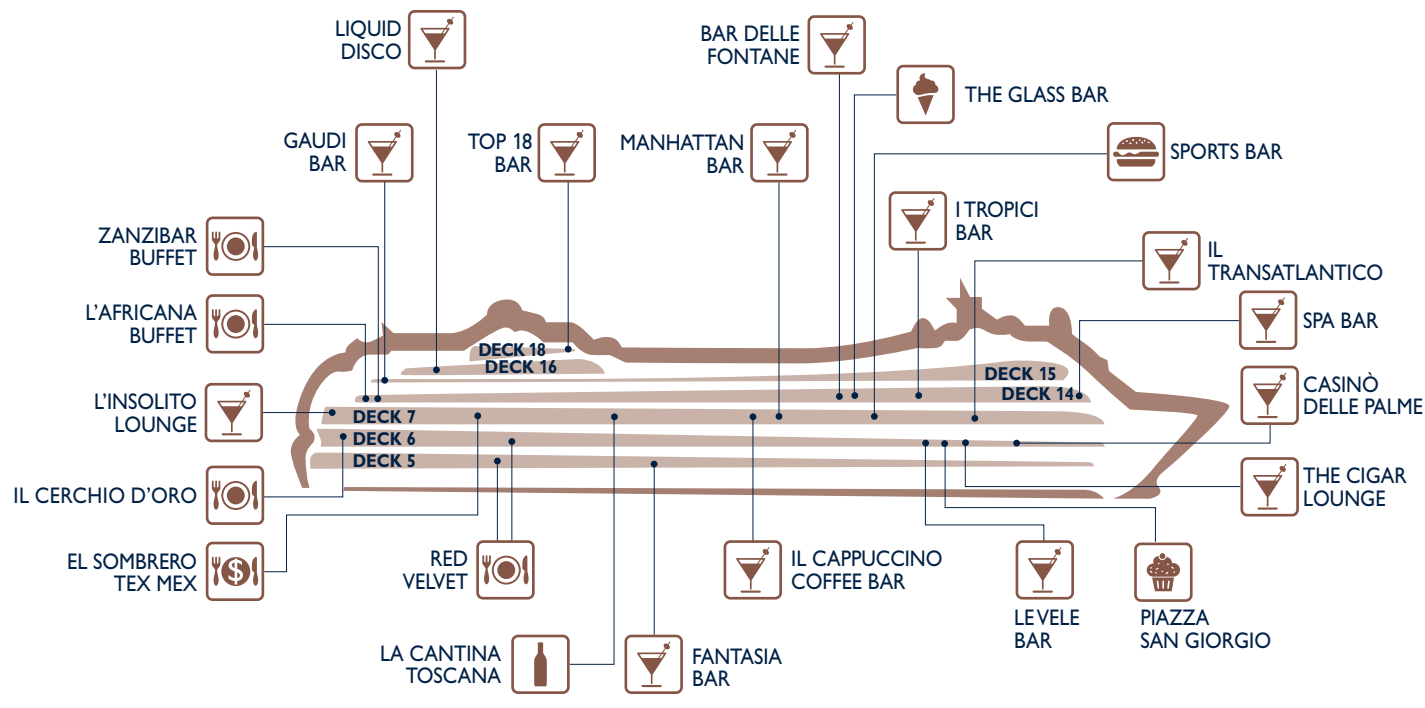 LIQUID
DISCO
BAR DELLE
FONTANE
THE GLASS BAR
GAUDI
BAR
TOP 18
BAR
MANHATTAN
BAR
SPORTS BAR
I TROPICI
BAR
ZANZIBAR
BUFFET
IL
TRANSATLANTICO
L'AFRICANA
BUFFET
SPA BAR
DECK 18
DECK 16
DECK 15
DECK 14
L'INSOLITO
LOUNGE
CASINÒ
DELLE PALME
DECK 7
DECK 6
DECK 5
IL CERCHIO D'ORO
THE CIGAR
LOUNGE
EL SOMBRERO
TEX MEX
$
RED
VELVET
IL CAPPUCCINO
COFFEE BAR
LE VELE
BAR
PIAZZA
SAN GIORGIO
LA CANTINA
TOSCANA
FANTASIA
BAR